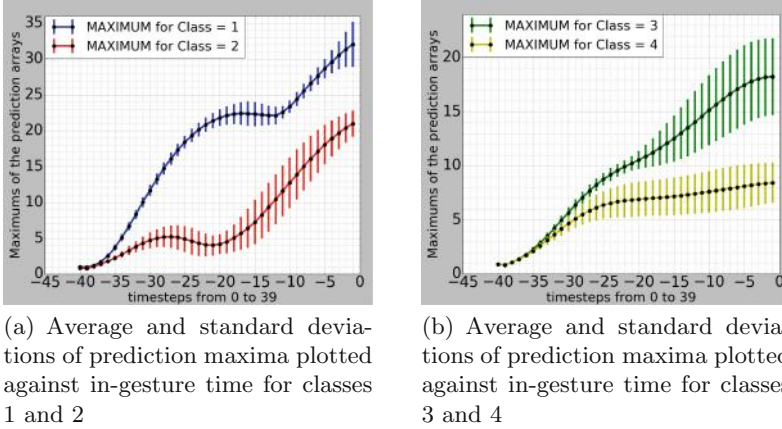 MAXIMUM for Class = 1
MAXIMUM for Class = 2
Maximums of the prediction arrays
35
30
25
20
15
10
5
0
−45 −40 −35 −30 −25 −20 −15 −10 −5 0
timesteps from 0 to 39
(a) Average and standard devia-
tions of prediction maxima plotted
against in-gesture time for classes
1 and 2
MAXIMUM for Class = 3
MAXIMUM for Class = 4
Maximums of the prediction arrays
20
15
10
5
0
−45 −40 −35 −30 −25 −20 −15 −10 −5 0
timesteps from 0 to 39
(b) Average and standard devia
tions of prediction maxima plotted
against in-gesture time for classes
3 and 4